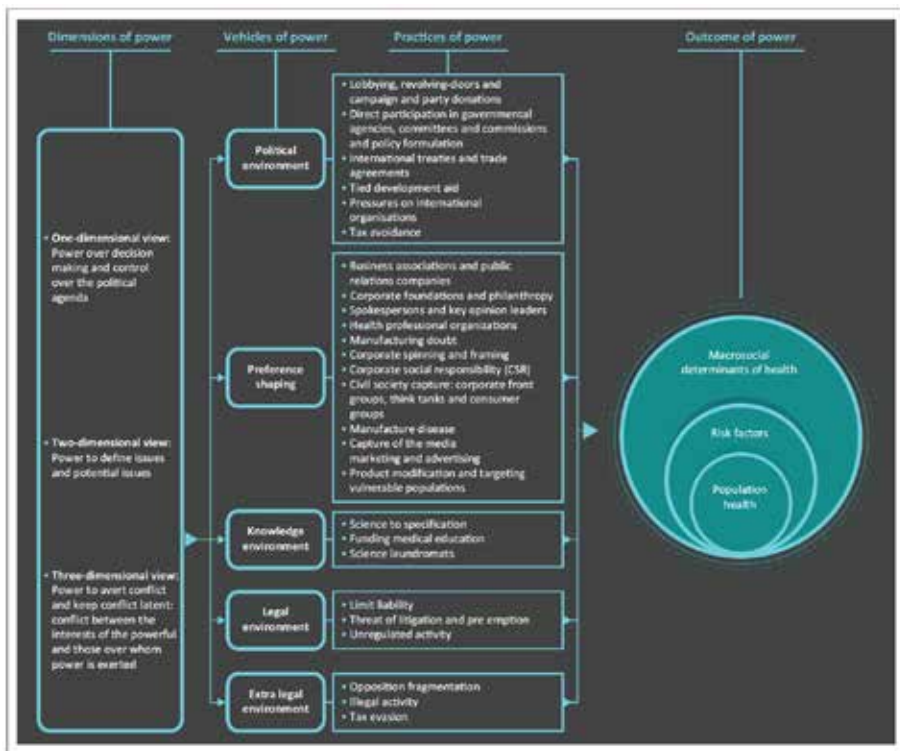 Dimensions of power
Vehicles of power
Practices of power
Outcome of power
• One-dimensional view:
Power over decision
making and control
over the political
agenda
• Two-dimensional view:
Power to define issues
and potential issues
• Three-dimensional view:
Power to avert conflict
and keep conflict latent:
conflict between the
interests of the powerful
and those over whom
power is exerted
Political
environment
• Lobbying, revolving-doors and
campaign and party donations
• Direct participation in governmental
agencies, committees and commissions
and policy formulation
• International treaties and trade
agreements
• Tied development aid
• Pressures on international
organisations
• Tax avoidance
Preference
shaping
• Business associations and public
relations companies
• Corporate foundations and philanthropy
• Spokespersons and key opinion leaders
• Health professional organizations
• Manufacturing doubt
• Corporate spinning and framing
• Corporate social responsibility (CSR)
• Civil society capture: corporate front
groups, think tanks and consumer
groups
• Manufacture disease
• Capture of the media
marketing and advertising
• Product modification and targeting
vulnerable populations
Knowledge
environment
• Science to specification
• Funding medical education
• Science laundromats
Legal
environment
• Limit liability
• Threat of litigation and pre emption
• Unregulated activity
Extra legal
environment
• Opposition fragmentation
• Illegal activity
• Tax evasion
Macrosocial
determinants of health
Risk factors
Population
health